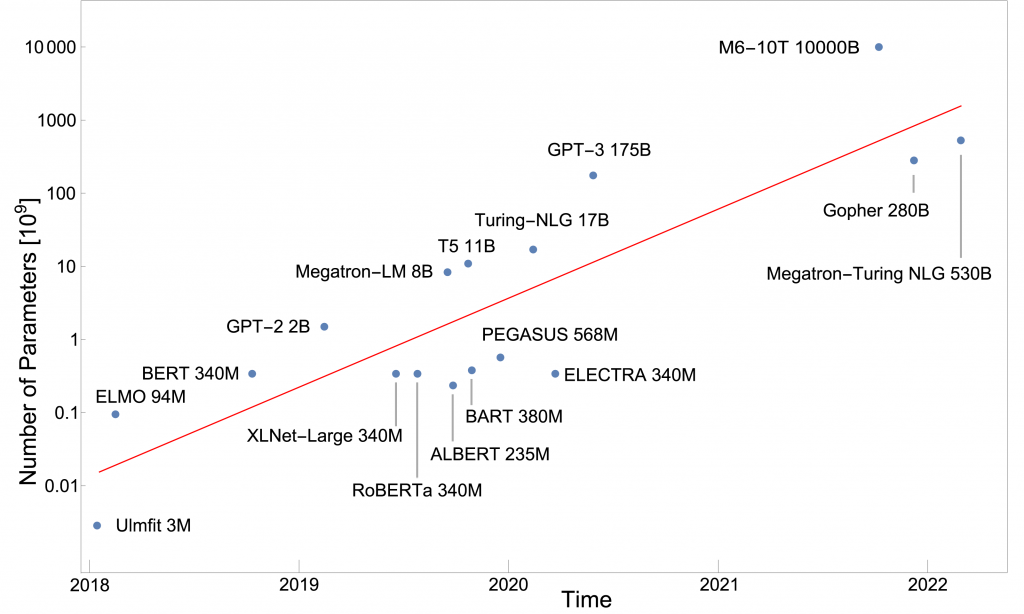 10000
M6-10T 10000B
1000
GPT-3 175B
100
Gopher 280B
Turing-NLG 17B
T5 11B
10
Megatron-LM 8B
Megatron-Turing NLG 530B
GPT-2 2B
1
PEGASUS 568M
BERT 340M
ELECTRA 340M
ELMO 94M
0.1
BART 380M
XLNet-Large 340M
ALBERT 235M
0.01
RoBERTa 340M
Ulmfit 3M
Number of Parameters [10⁹]
2018
2019
2020
2021
2022
Time